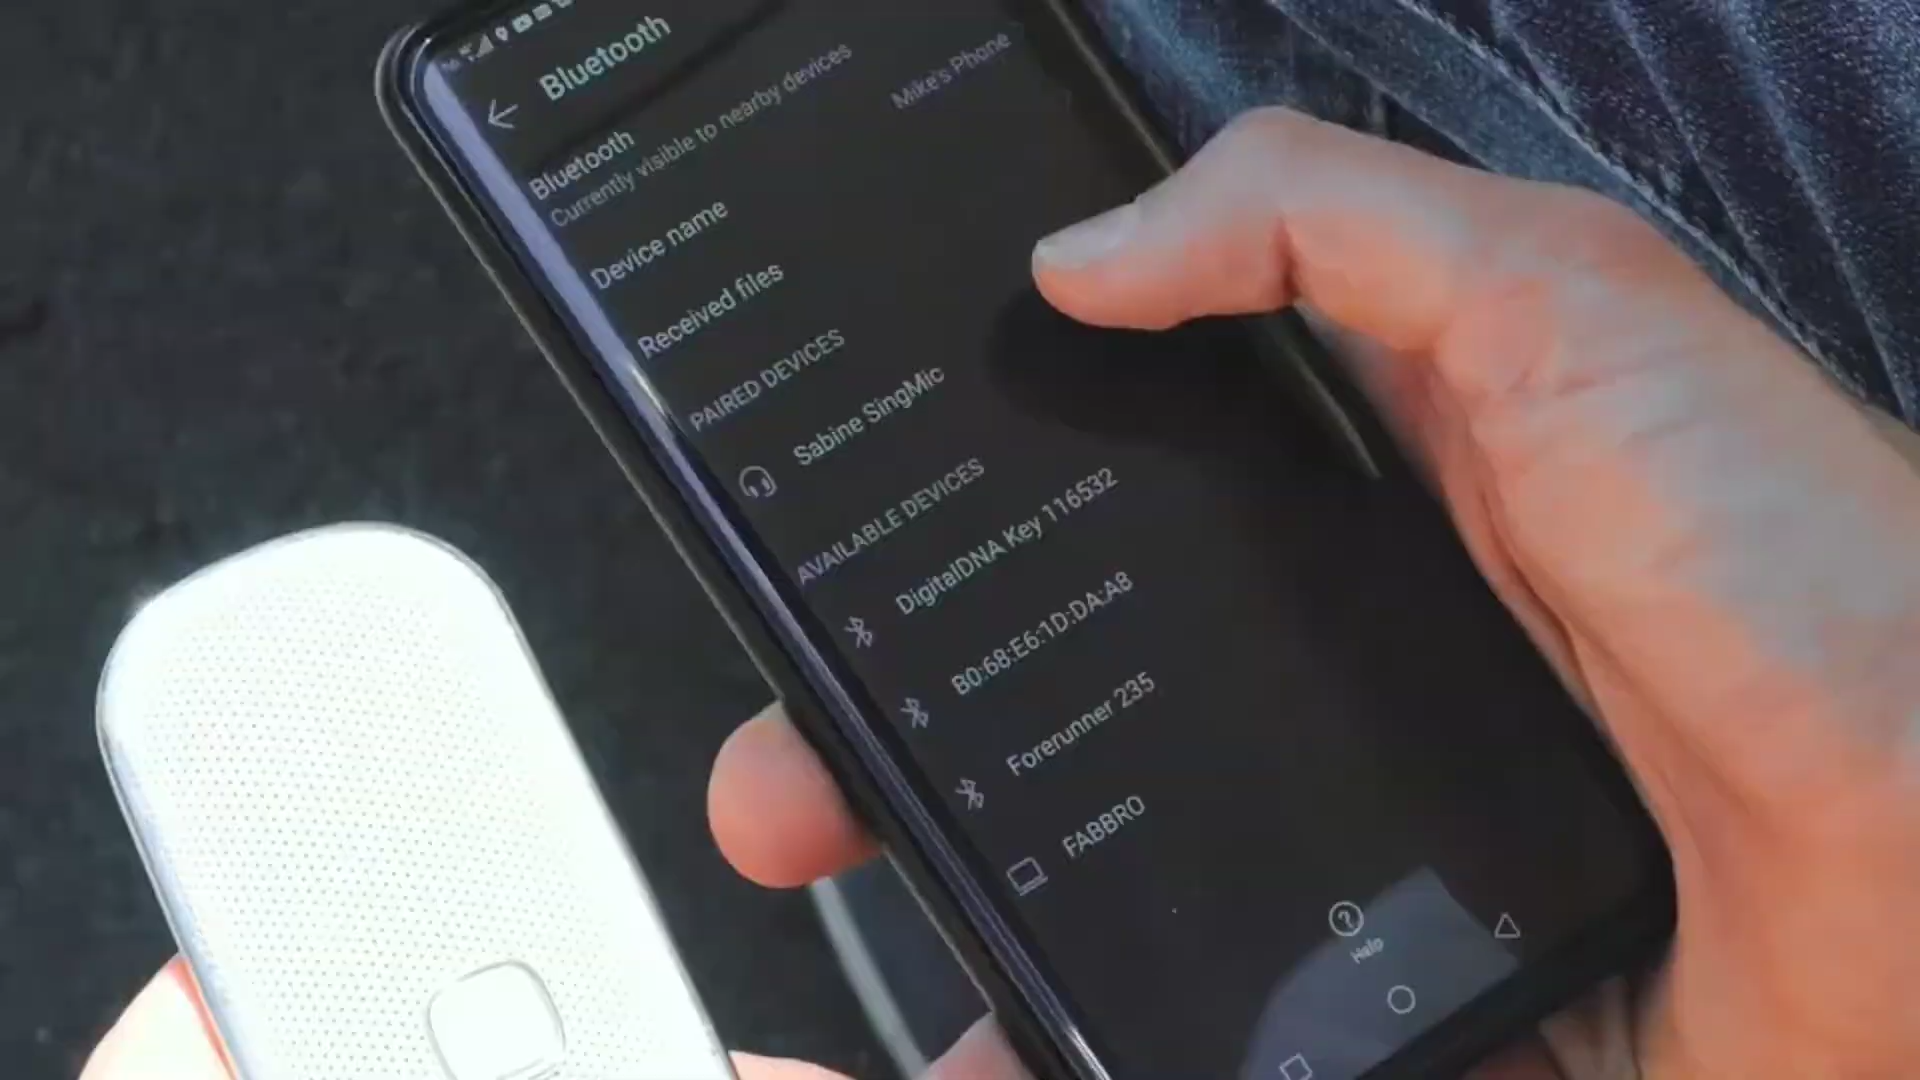 Bluetooth
Bluetooth
Currently visible to nearby devices
Device name
Mike's Phone
Received files
PAIRED DEVICES
Sabine SingMic
AVAILABLE DEVICES
DigitalDNA Key 116532
B0:68:E6:1D:DA:A8
Forerunner 235
FABBRO
Help